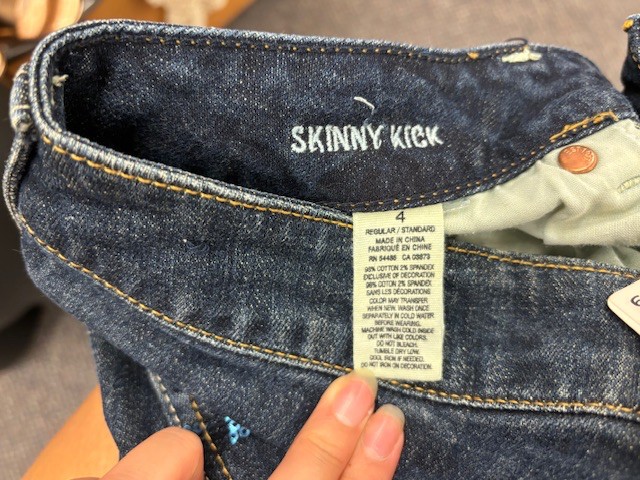 SKINNY KICK
4
REGULAR / STANDARD
MADE IN CHINA
FABRIQUÉ EN CHINE
RN 54485 CA 03879
98% COTTON 2% SPANDEX
EXCLUSIVE OF DECORATION
98% COTON 2% SPANDEX
SANS LES DÉCORATIONS
COLOR MAY TRANSFER
WHEN NEW. WASH ONCE
SEPARATELY IN COLD WATER
BEFORE WEARING.
MACHINE WASH COLD INSIDE
OUT WITH LIKE COLORS.
DO NOT BLEACH.
TUMBLE DRY LOW.
COOL IRON IF NEEDED.
DO NOT IRON ON DECORATION.